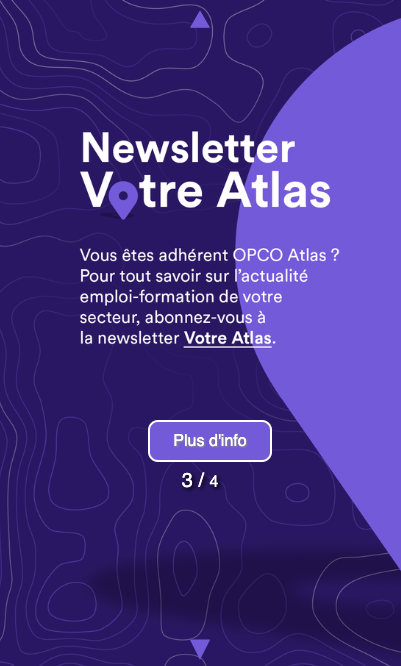 Newsletter
Votre Atlas
Vous êtes adhérent OPCO Atlas ?
Pour tout savoir sur l'actualité
emploi-formation de votre
secteur, abonnez-vous à
la newsletter Votre Atlas.
Plus d'info
3 / 4